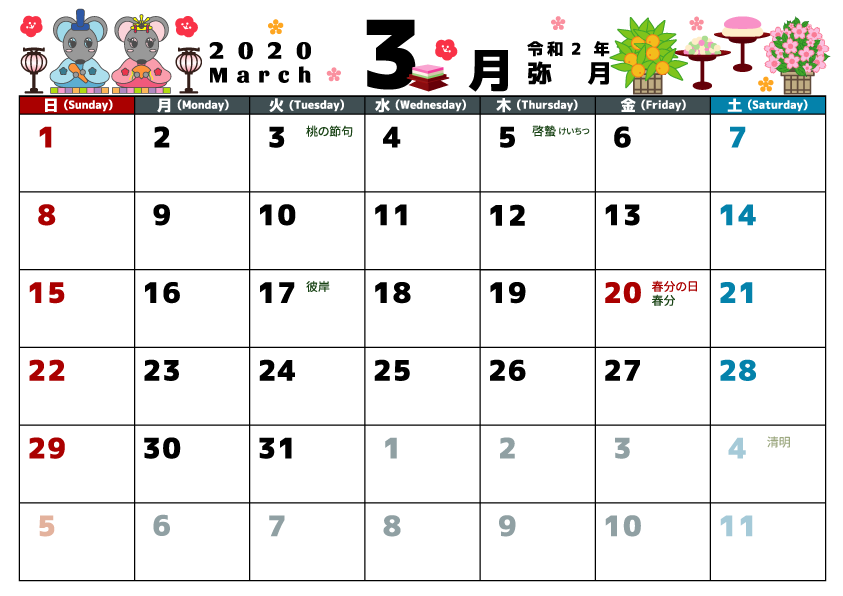 2020
March
3月
令和2年
弥月
日 (Sunday) 月 (Monday) 火 (Tuesday) 水 (Wednesday) 木 (Thursday) 金 (Friday) 土 (Saturday)
1 2 3 桃の節句 4 5 啓蟄 けいちつ 6 7
8 9 10 11 12 13 14
15 16 17 彼岸 18 19 20 春分の日 21
春分
22 23 24 25 26 27 28
29 30 31 1 2 3 4 清明
5 6 7 8 9 10 11